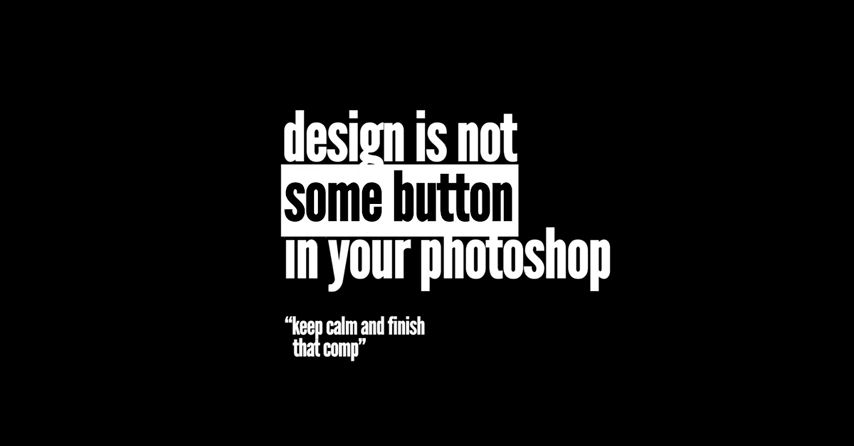 design is not
some button
in your photoshop
“keep calm and finish
that comp”